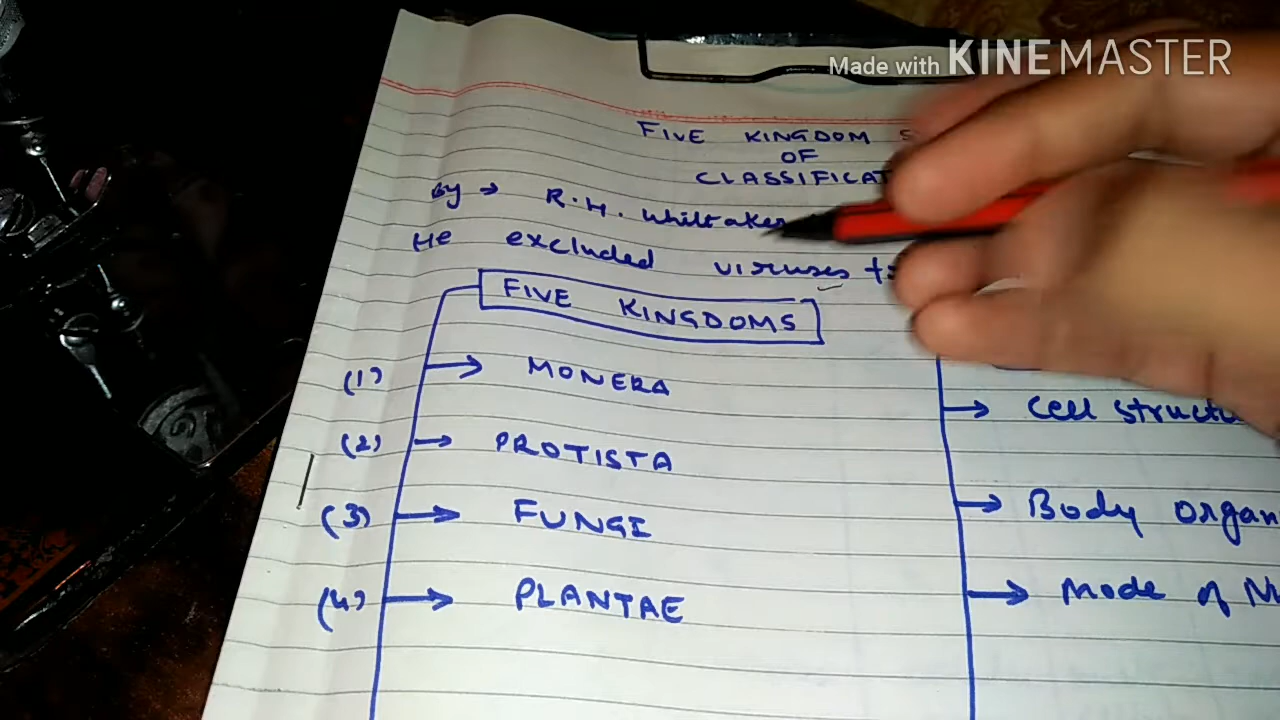 Made with KINEMASTER
FIVE KINGDOM
OF
CLASSIFICAT
By → R.H. Whiltaker
He excluded viruses
FIVE KINGDOMS
(1) → MONERA
(2) → PROTISTA
(3) → FUNGI
(4) → PLANTAE
→ Cell structu
→ Body organ
→ Mode of N